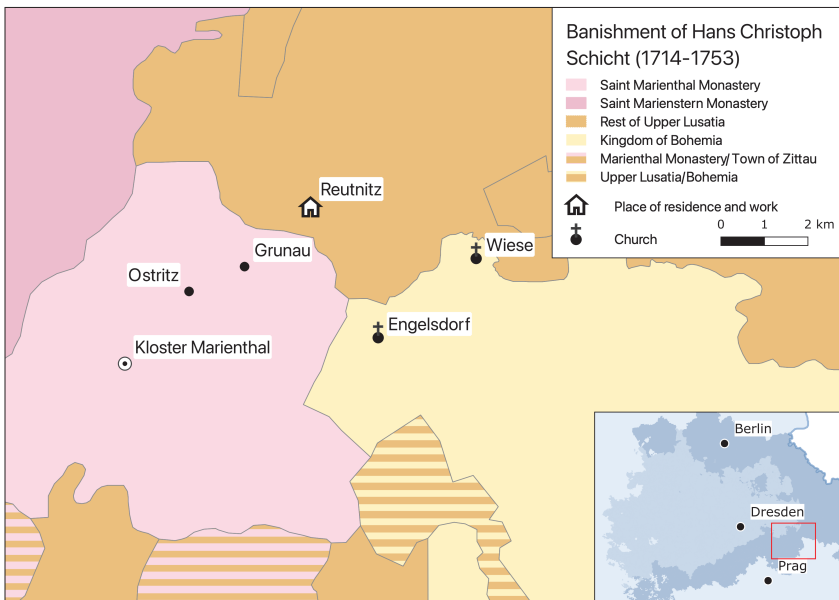 Banishment of Hans Christoph
Schicht (1714-1753)
Saint Marienthal Monastery
Saint Marienstern Monastery
Rest of Upper Lusatia
Kingdom of Bohemia
Marienthal Monastery/ Town of Zittau
Upper Lusatia/Bohemia
Place of residence and work
Church
0 1 2 km
Reutnitz
Grunau
Wiese
Ostritz
Engelsdorf
Kloster Marienthal
Berlin
Dresden
Prag